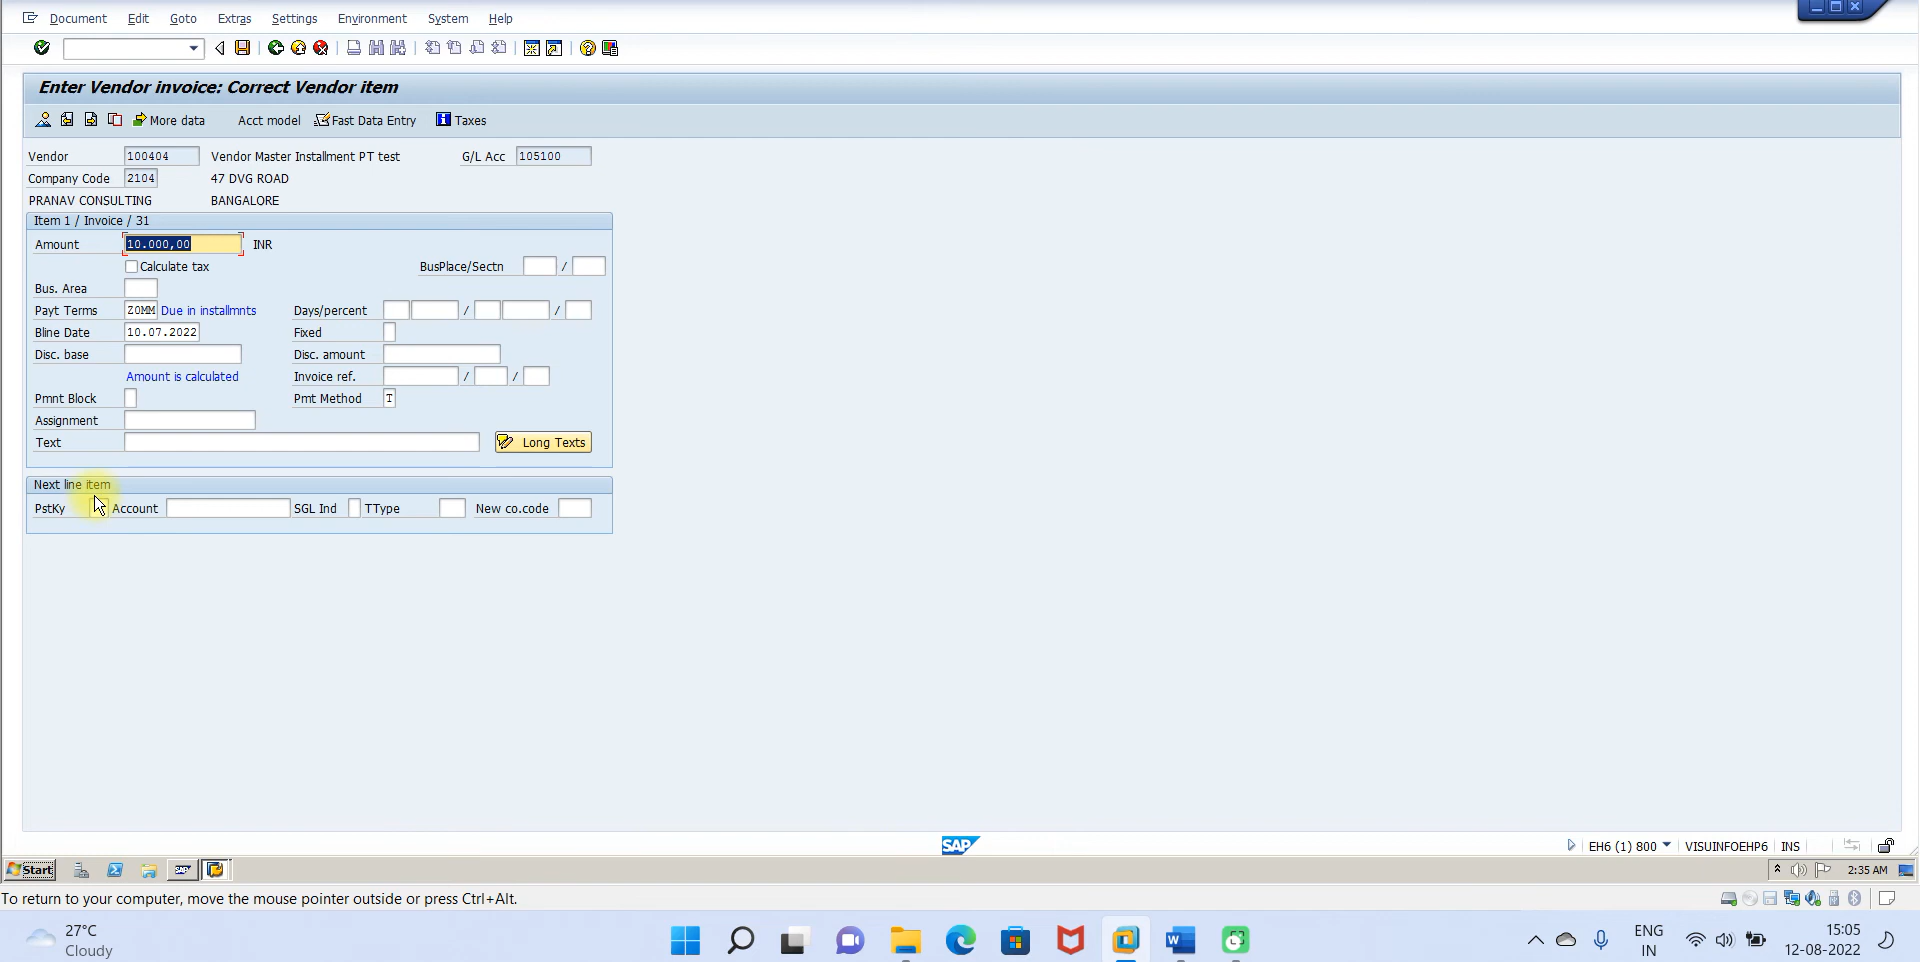 Document Edit Goto Extras Settings Environment System Help
Enter Vendor invoice: Correct Vendor item
More data Acct model Fast Data Entry Taxes
Vendor 100404 Vendor Master Installment PT test G/L Acc 105100
Company Code 2104 47 DVG ROAD
PRANAV CONSULTING BANGALORE
Item 1 / Invoice / 31
Amount 10.000,00 INR
Calculate tax BusPlace/Sectn /
Bus. Area
Payt Terms Z0MM Due in installmnts Days/percent / /
Bline Date 10.07.2022 Fixed
Disc. base Disc. amount
Amount is calculated Invoice ref. / /
Pmnt Block Pmt Method T
Assignment
Text Long Texts
Next line item
PstKy Account SGL Ind TType New co.code
SAP EH6 (1) 800 VISUINFOEHP6 INS
Start 2:35 AM
To return to your computer, move the mouse pointer outside or press Ctrl+Alt.
27°C
Cloudy
ENG
IN
15:05
12-08-2022